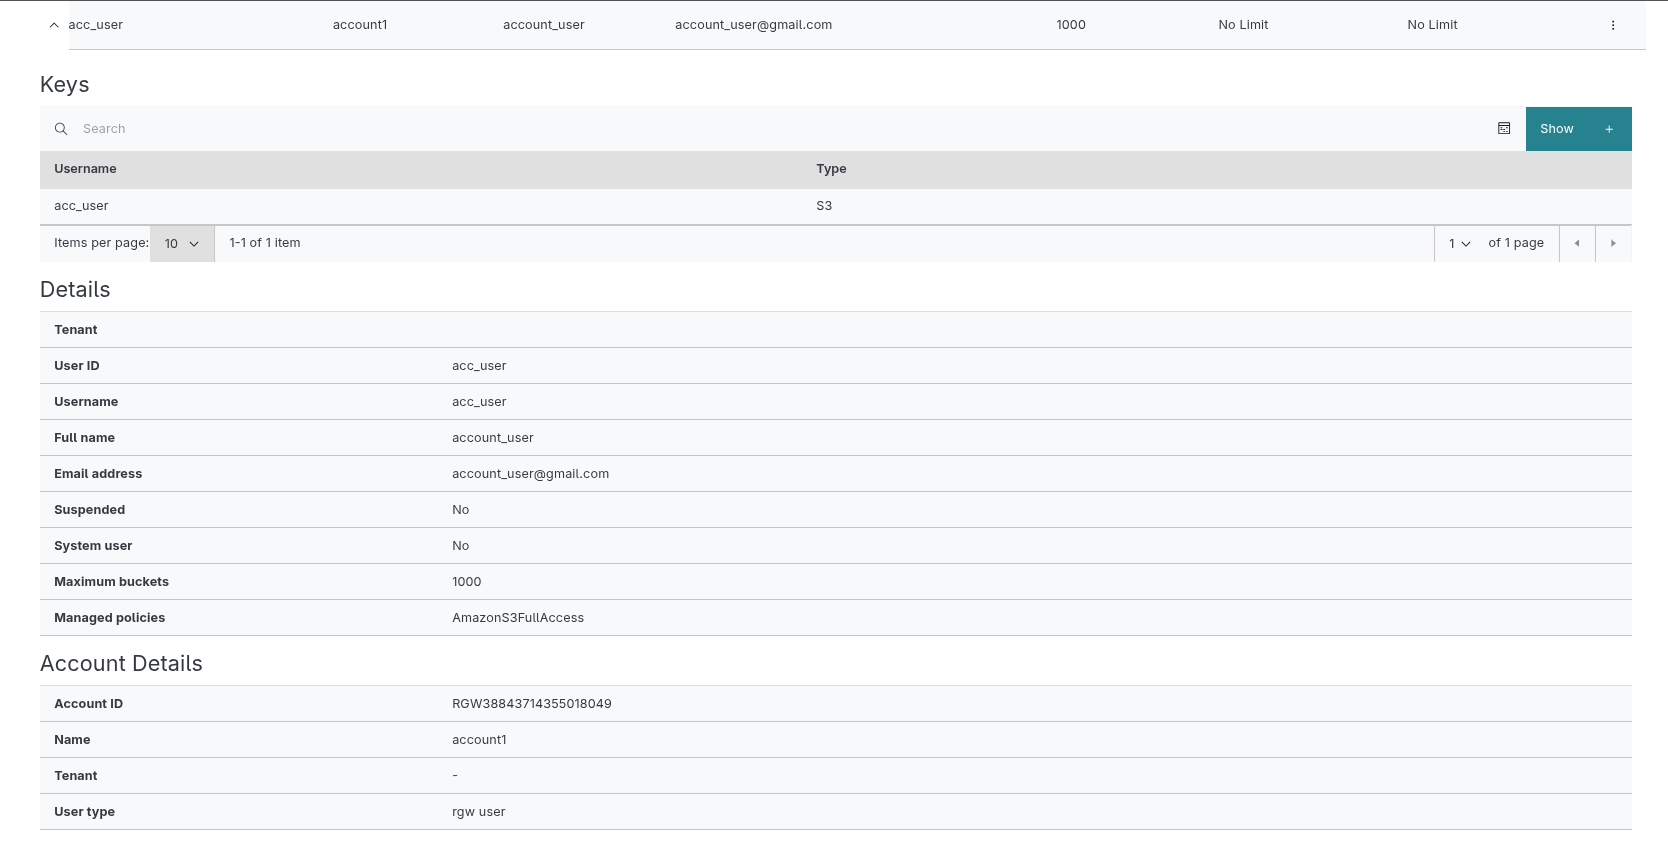 acc_user account1 account_user account_user@gmail.com 1000 No Limit No Limit
Keys
Search Show +
Username Type
acc_user S3
Items per page: 10 1-1 of 1 item 1 of 1 page
Details
Tenant
User ID acc_user
Username acc_user
Full name account_user
Email address account_user@gmail.com
Suspended No
System user No
Maximum buckets 1000
Managed policies AmazonS3FullAccess
Account Details
Account ID RGW38843714355018049
Name account1
Tenant -
User type rgw user